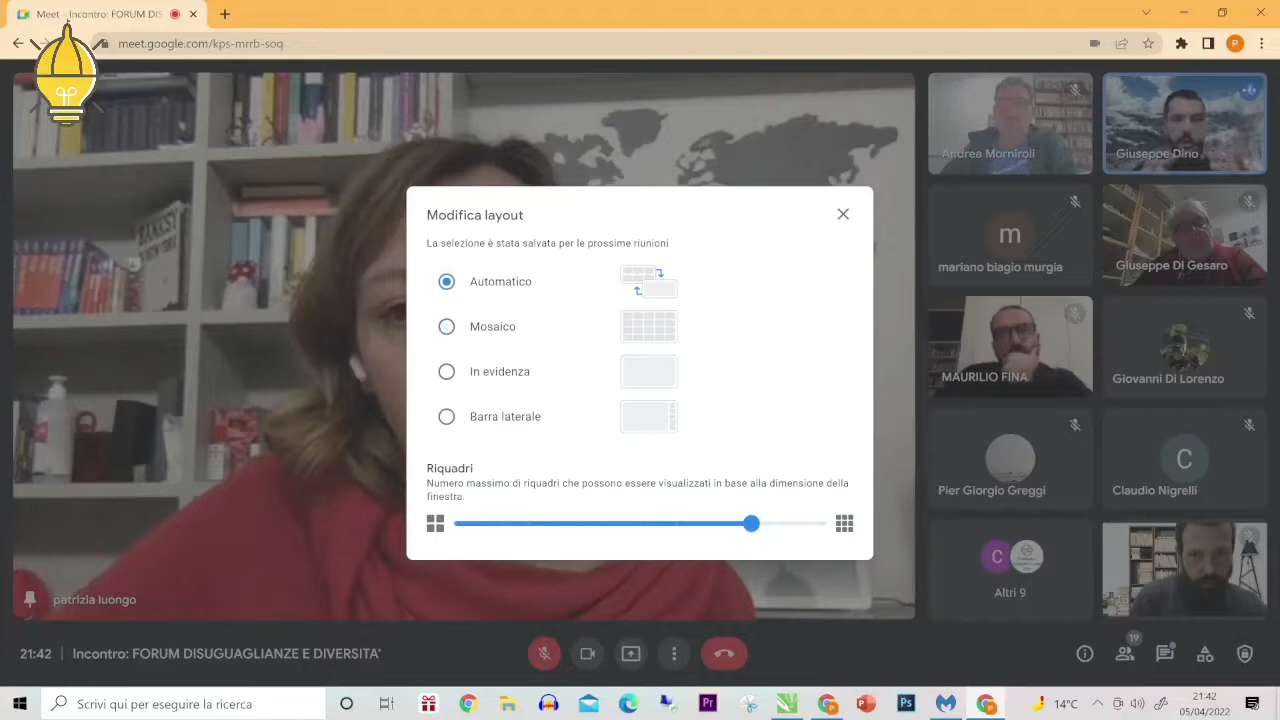 Meet - Incontro: FORUM DIS
meet.google.com/kps-mrrb-soq
Andrea Morniroli
Giuseppe Dino
Modifica layout
La selezione è stata salvata per le prossime riunioni
Automatico
Mosaico
In evidenza
Barra laterale
Riquadri
Numero massimo di riquadri che possono essere visualizzati in base alla dimensione della
finestra.
m
mariano biagio murgia
Giuseppe Di Gesaro
MAURILIO FINA
Giovanni Di Lorenzo
Pier Giorgio Greggi
C
Claudio Nigrelli
C
Altri 9
Tu
patrizia luongo
21:42
Incontro: FORUM DISUGUAGLIANZE E DIVERSITA'
19
Scrivi qui per eseguire la ricerca
Pr
Ps
14°C
21:42
05/04/2022